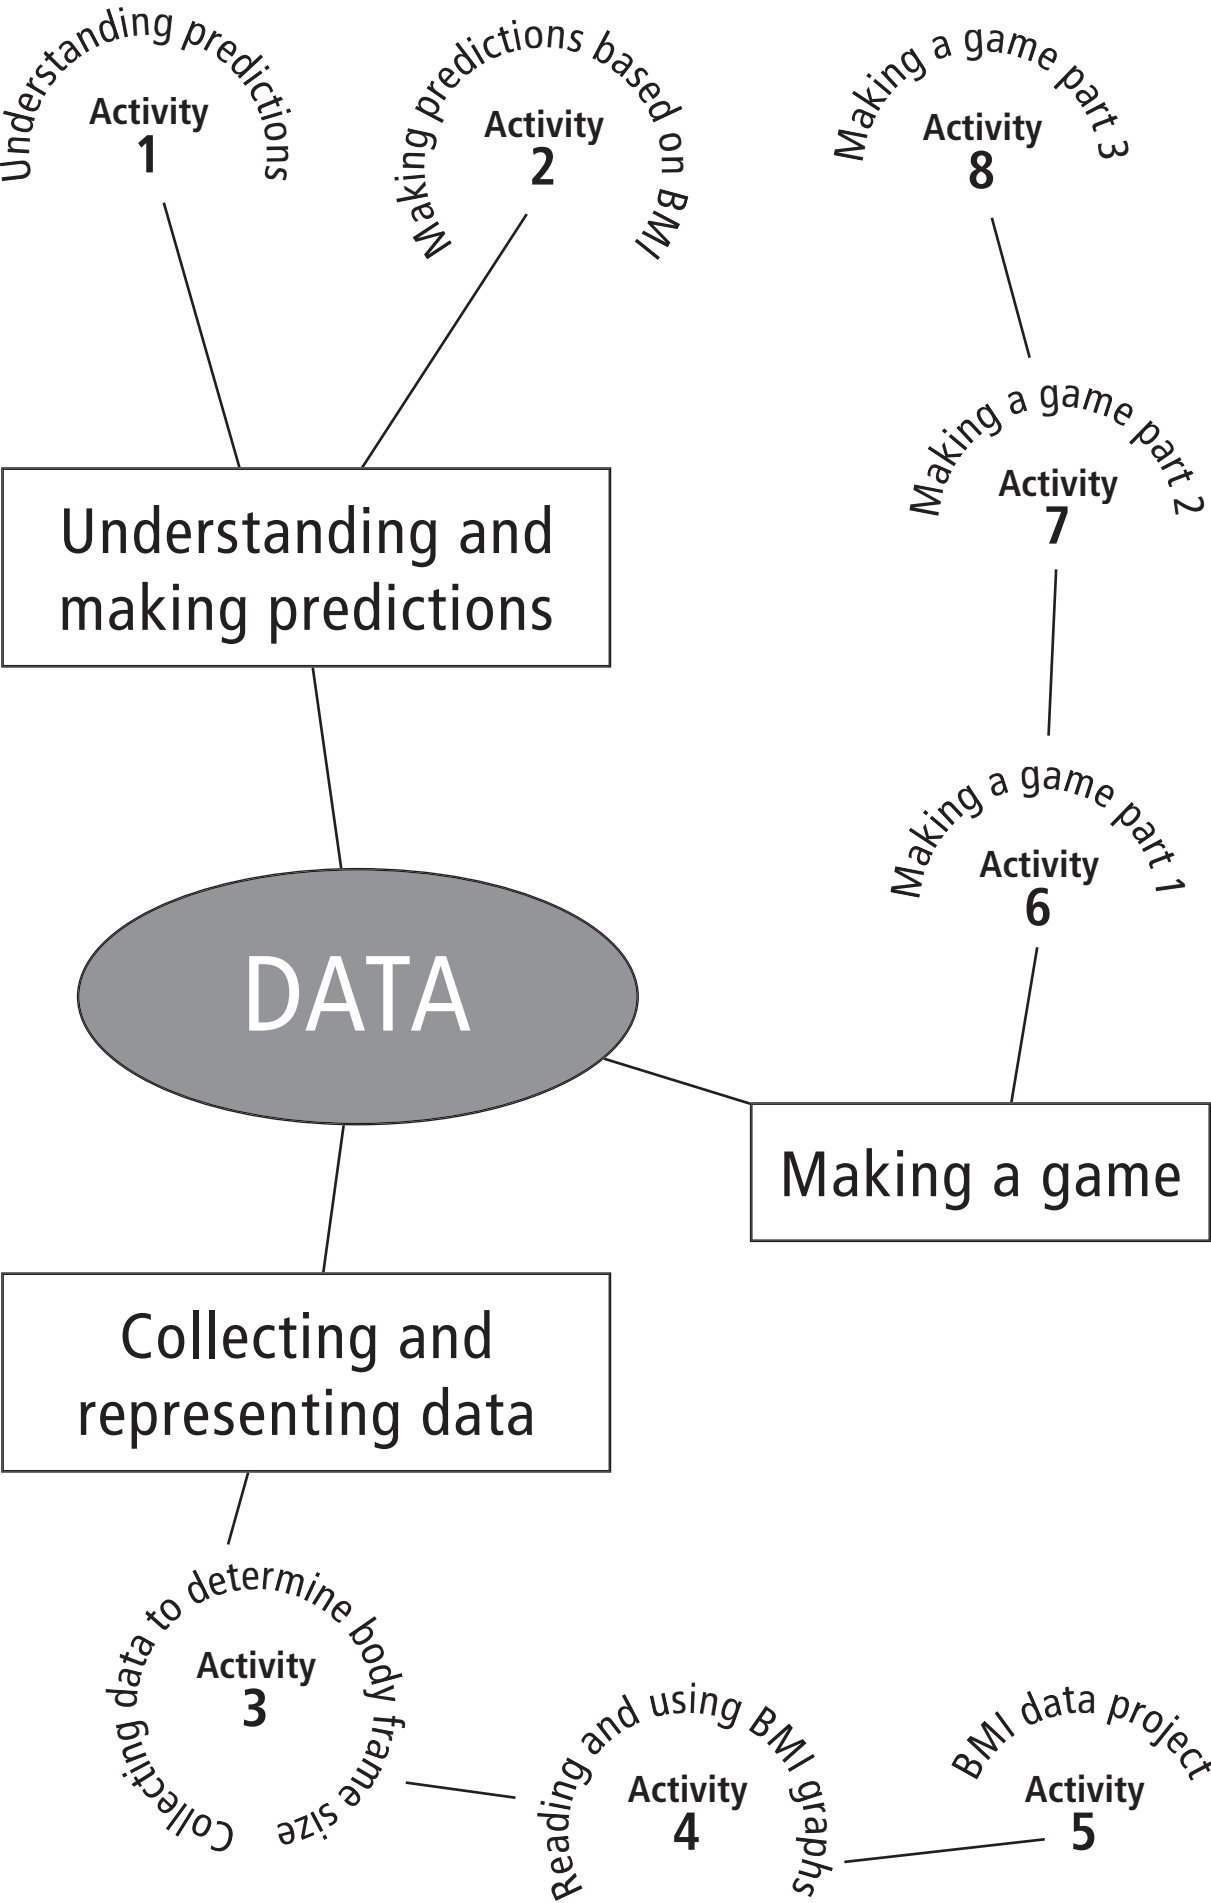 Understanding predictions
Activity
1
Making predictions based on BMI
Activity
2
Making a game part 3
Activity
8
Making a game part 2
Activity
7
Understanding and
making predictions
Making a game part 1
Activity
6
DATA
Making a game
Collecting and
representing data
Collecting data to determine body frame size
Activity
3
Reading and using BMI graphs
Activity
4
BMI data project
Activity
5